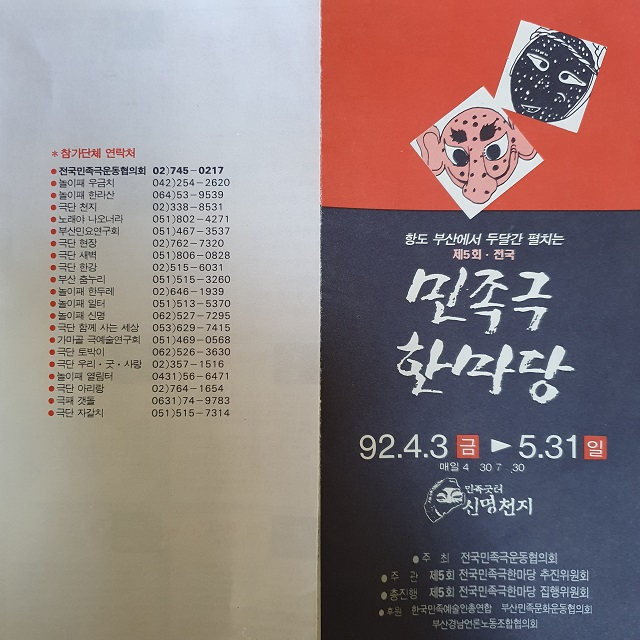 *참가단체 연락처
●전국민족극운동협의회 02)745-0217
●놀이패 우금치 042)254-2620
●놀이패 한라산 064)53-9539
●극단 천지 02)338-8531
●노래야 나오너라 051)802-4271
●부산민요연구회 051)467-3537
●극단 현장 02)762-7320
●극단 새벽 051)806-0828
●극단 한강 02)515-6031
●부산 춤누리 051)515-3260
●놀이패 한두레 02)646-1939
●놀이패 일터 051)513-5370
●놀이패 신명 062)527-7295
●극단 함께 사는 세상 053)629-7415
●가마골 극예술연구회 051)469-0568
●극단 토박이 062)526-3630
●극단 우리·굿·사랑 02)357-1516
●놀이패 열림터 0431)56-6471
●극단 아리랑 02)764-1654
●극패 갯돌 0631)74-9783
●극단 자갈치 051)515-7314
항도 부산에서 두달간 펼치는
제5회·전국
민족극
한마당
92.4.3 금 ▶ 5.31 일
매일 4 30 7 30
민족굿터
신명천지
●주 최 전국민족극운동협의회
●주 관 제5회 전국민족극한마당 추진위원회
●총진행 제5회 전국민족극한마당 집행위원회
●후원 한국민족예술인총연합 부산민족문화운동협의회
부산경남언론노동조합협의회